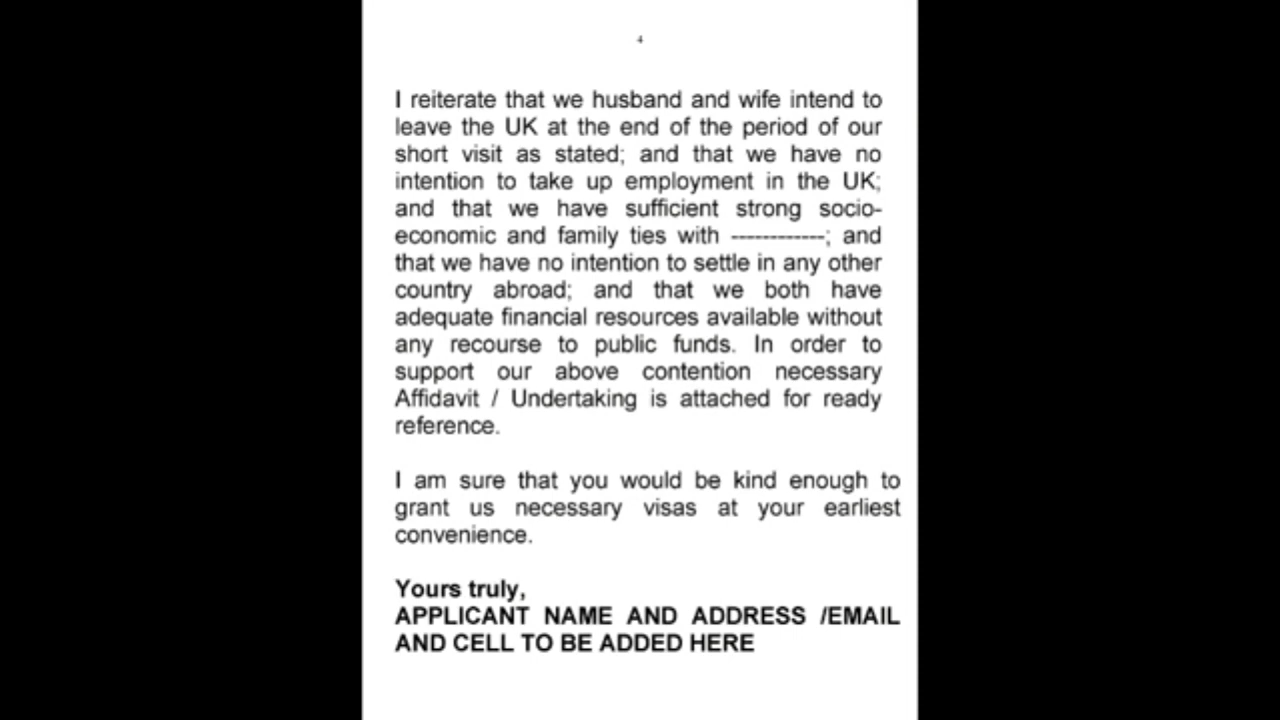 4
I reiterate that we husband and wife intend to
leave the UK at the end of the period of our
short visit as stated; and that we have no
intention to take up employment in the UK;
and that we have sufficient strong socio-
economic and family ties with ------------; and
that we have no intention to settle in any other
country abroad; and that we both have
adequate financial resources available without
any recourse to public funds. In order to
support our above contention necessary
Affidavit / Undertaking is attached for ready
reference.
I am sure that you would be kind enough to
grant us necessary visas at your earliest
convenience.
Yours truly,
APPLICANT NAME AND ADDRESS /EMAIL
AND CELL TO BE ADDED HERE